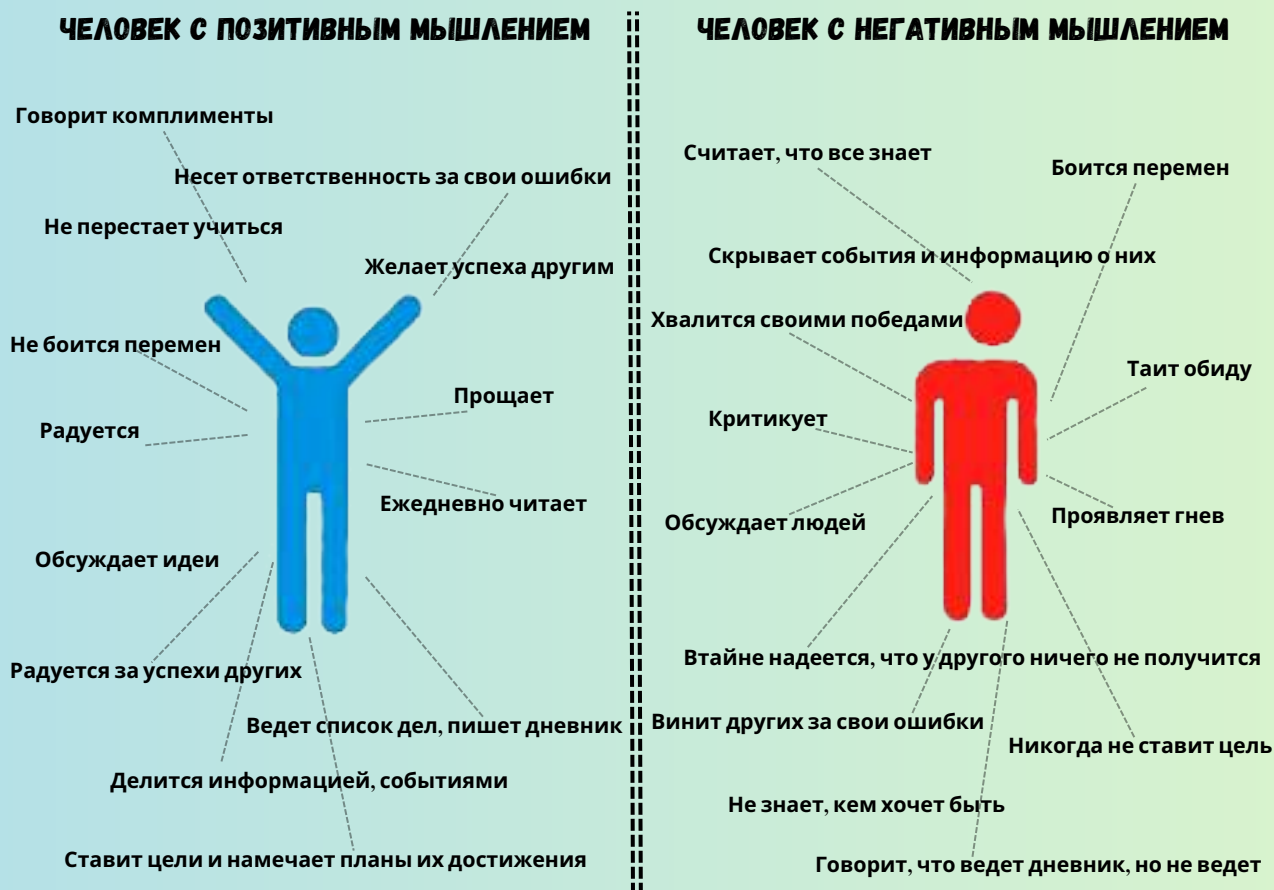 ЧЕЛОВЕК С ПОЗИТИВНЫМ МЫШЛЕНИЕМ
Говорит комплименты
Несет ответственность за свои ошибки
Не перестает учиться
Желает успеха другим
Не боится перемен
Прощает
Радуется
Ежедневно читает
Обсуждает идеи
Радуется за успехи других
Ведет список дел, пишет дневник
Делится информацией, событиями
Ставит цели и намечает планы их достижения
ЧЕЛОВЕК С НЕГАТИВНЫМ МЫШЛЕНИЕМ
Считает, что все знает
Боится перемен
Скрывает события и информацию о них
Хвалится своими победами
Таит обиду
Критикует
Обсуждает людей
Проявляет гнев
Втайне надеется, что у другого ничего не получится
Винит других за свои ошибки
Никогда не ставит цель
Не знает, кем хочет быть
Говорит, что ведет дневник, но не ведет